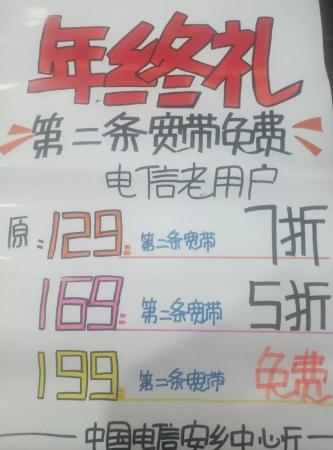 年终礼
第二条宽带免费
电信老用户
原:129: 第二条宽带 7折
169: 第二条宽带 5折
199: 第二条宽带 免费
中国电信安乡中心厅